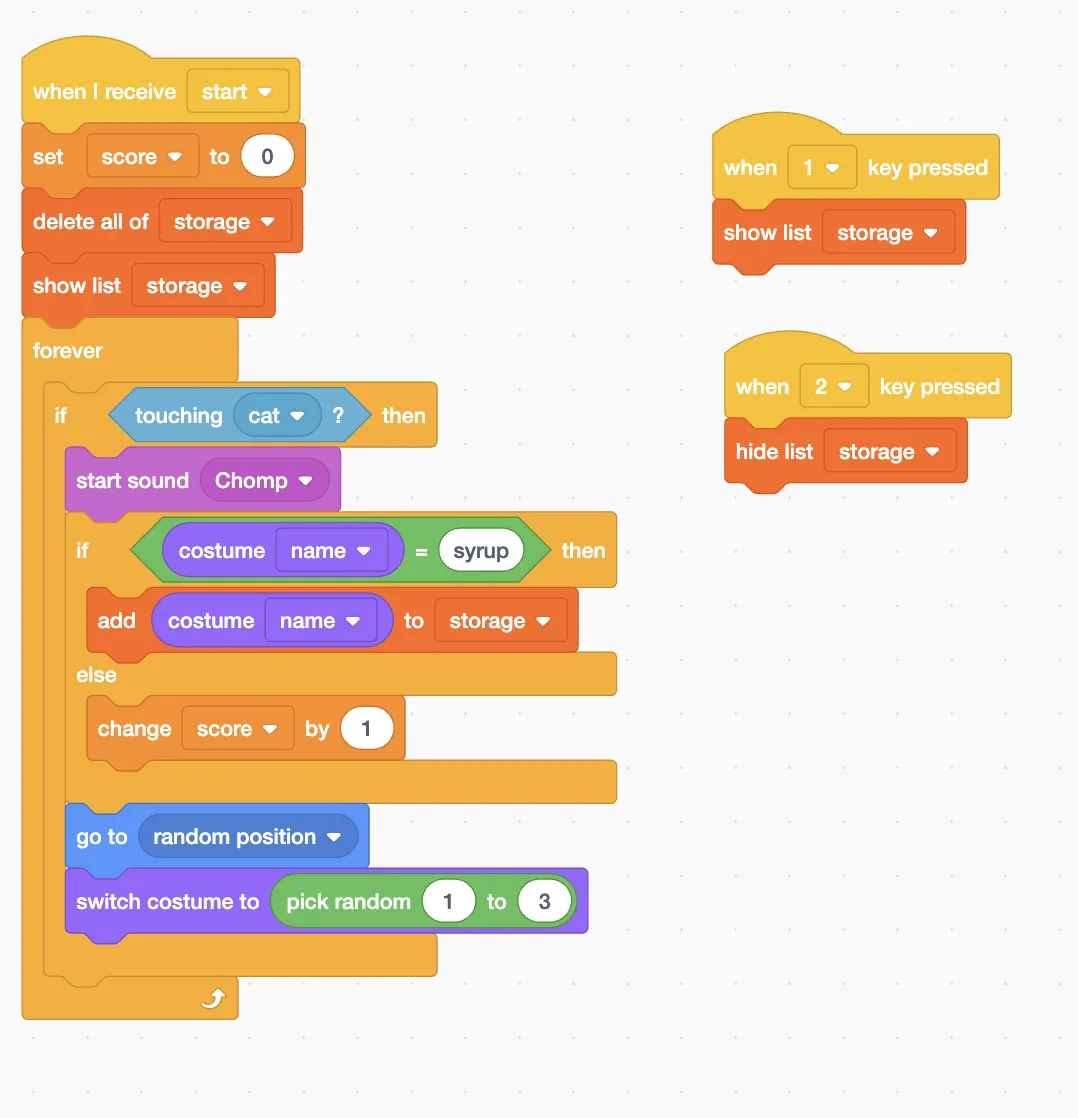 when I receive start
set score to 0
delete all of storage
show list storage
forever
if touching cat ? then
start sound Chomp
if costume name = syrup then
add costume name to storage
else
change score by 1
go to random position
switch costume to pick random 1 to 3
when 1 key pressed
show list storage
when 2 key pressed
hide list storage